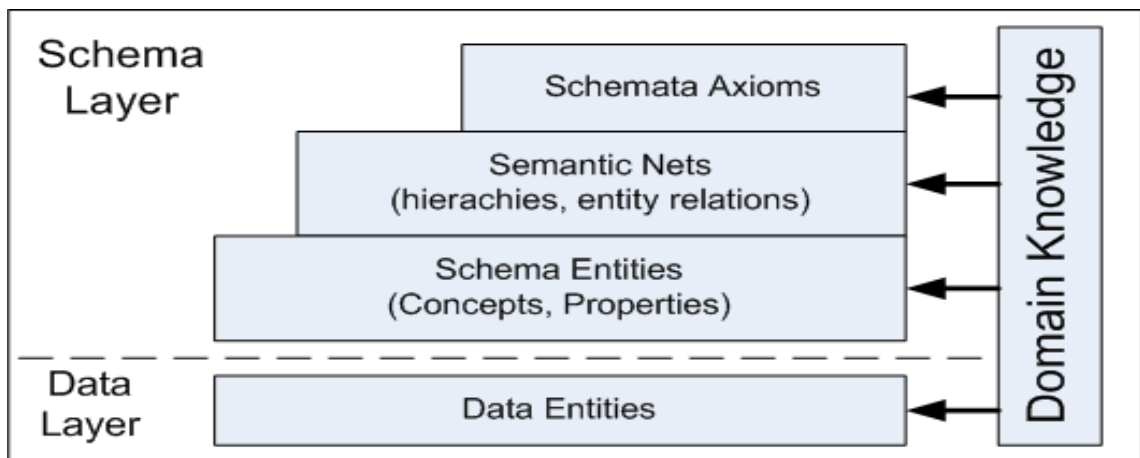 Schema
Layer
Schemata Axioms
Semantic Nets
(hierachies, entity relations)
Schema Entities
(Concepts, Properties)
Data
Layer
Data Entities
Domain Knowledge